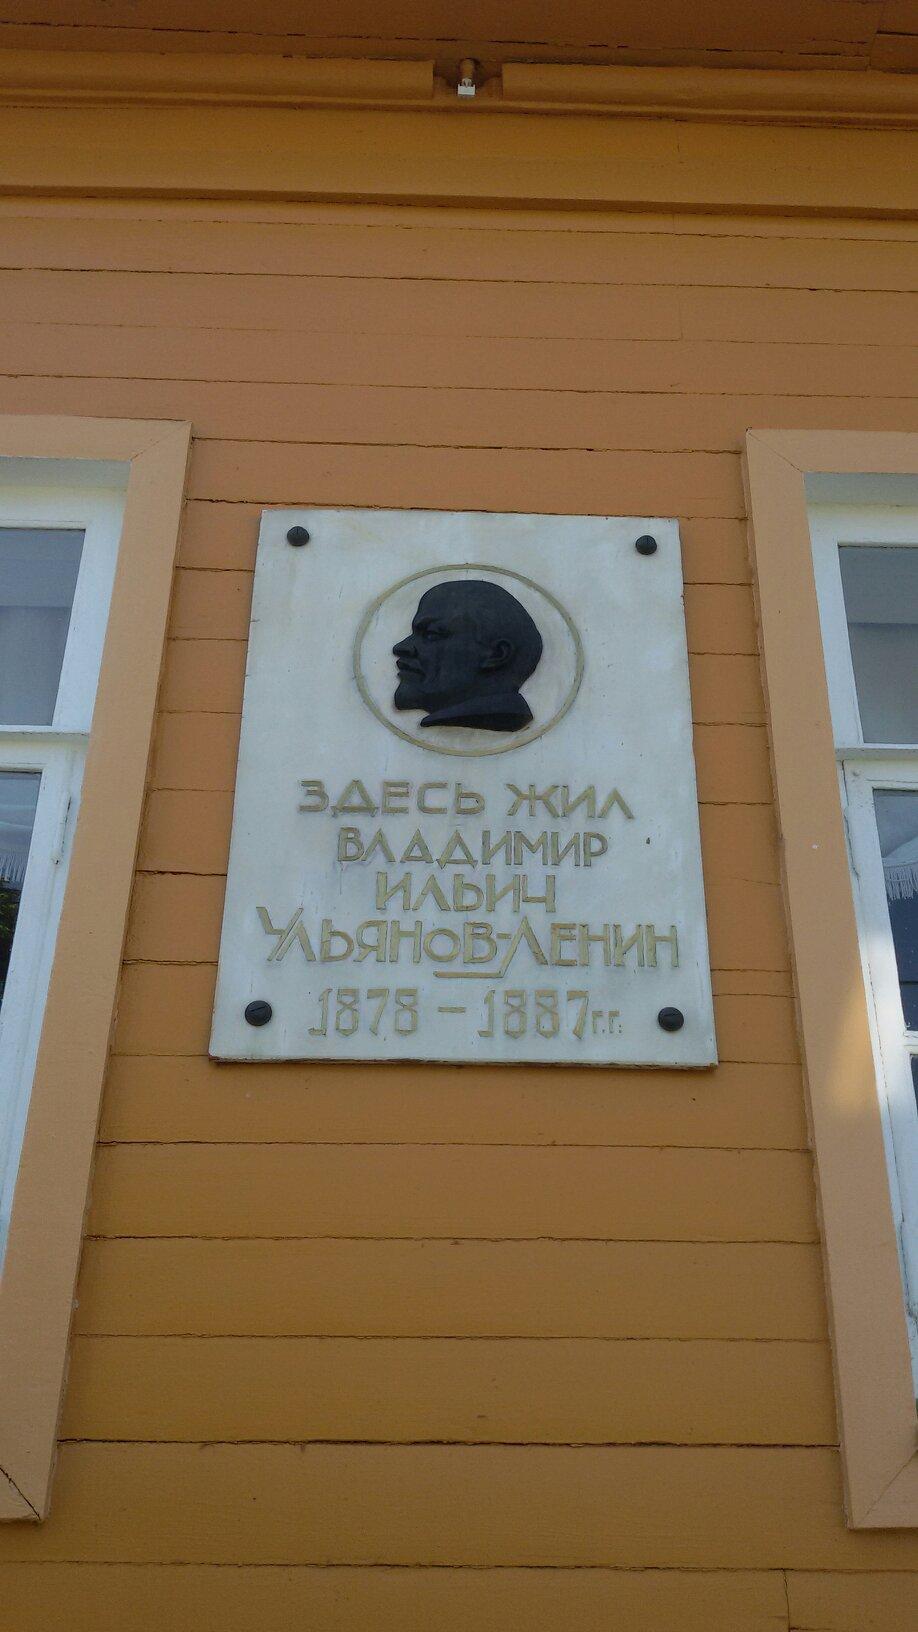 ЗДЕСЬ ЖИЛ
ВЛАДИМИР
ИЛЬИЧ
УЛЬЯНОВ-ЛЕНИН
1878 – 1887г.г.